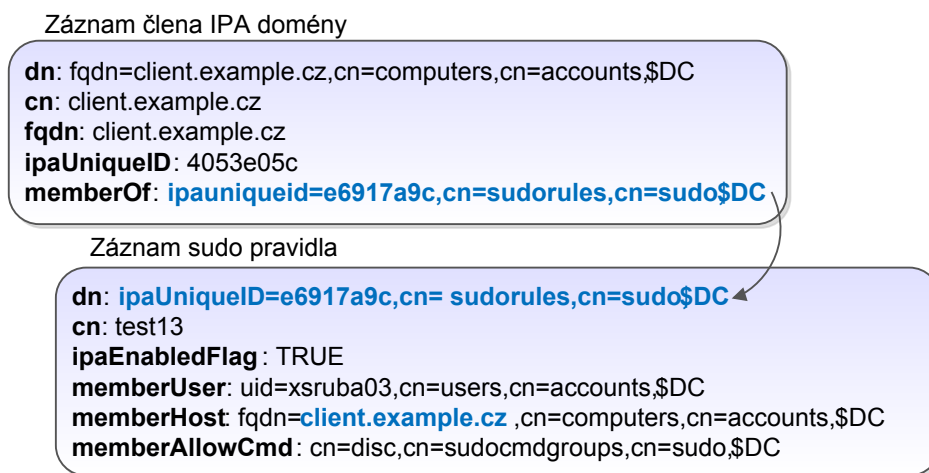 Záznam člena IPA domény
dn: fqdn=client.example.cz,cn=computers,cn=accounts,$DC
cn: client.example.cz
fqdn: client.example.cz
ipaUniqueID: 4053e05c
memberOf: ipauniqueid=e6917a9c,cn=sudorules,cn=sudo,$DC
Záznam sudo pravidla
dn: ipaUniqueID=e6917a9c,cn= sudorules,cn=sudo,$DC
cn: test13
ipaEnabledFlag : TRUE
memberUser: uid=xsruba03,cn=users,cn=accounts,$DC
memberHost: fqdn=client.example.cz ,cn=computers,cn=accounts,$DC
memberAllowCmd: cn=disc,cn=sudocmdgroups,cn=sudo,$DC